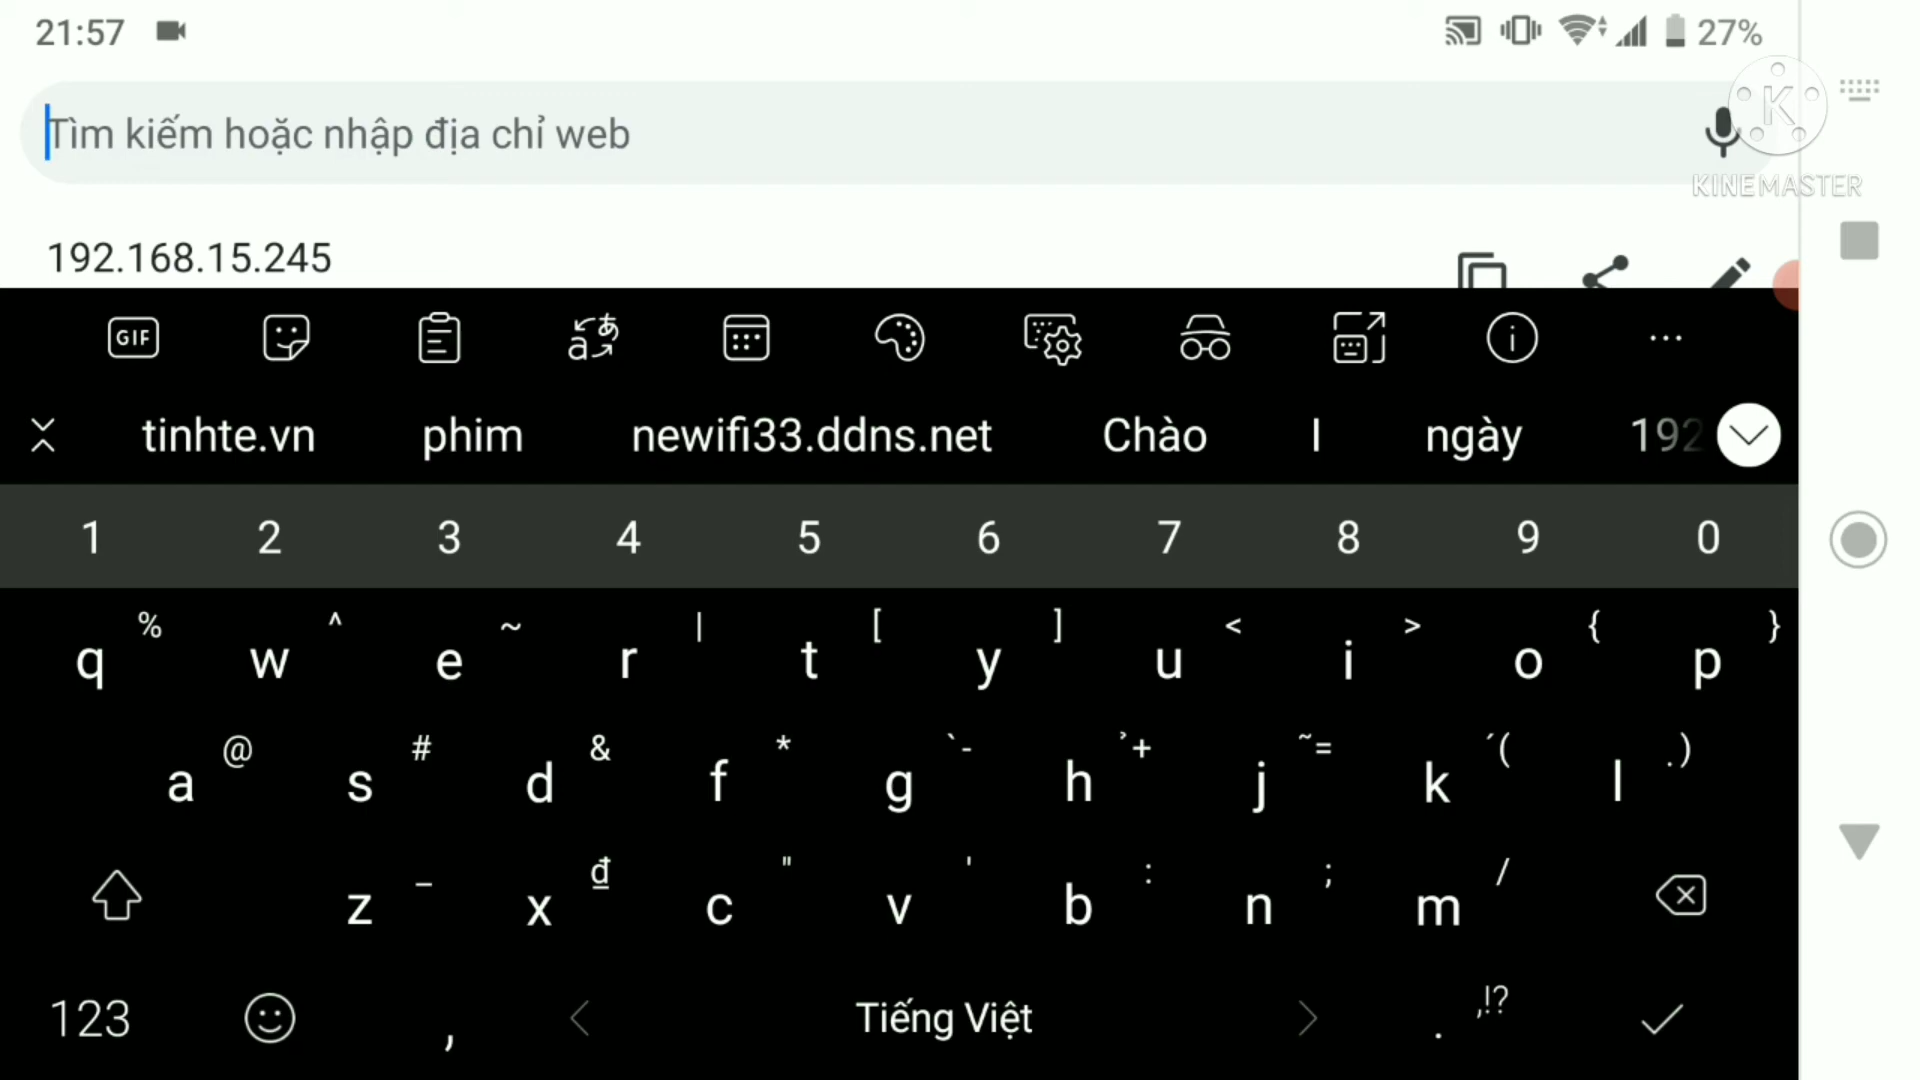 21:57 27%
Tìm kiếm hoặc nhập địa chỉ web
K
KINEMASTER
192.168.15.245
GIF
tinhte.vn phim newifi33.ddns.net Chào I ngày 192
1 2 3 4 5 6 7 8 9 0
% ^ ~ | [ ] < > { }
q w e r t y u i o p
@ # & * `- ̉+ ˜= ´( .)
a s d f g h j k l
_ ₫ " ' : ; /
z x c v b n m
123 , < Tiếng Việt > . ,!?